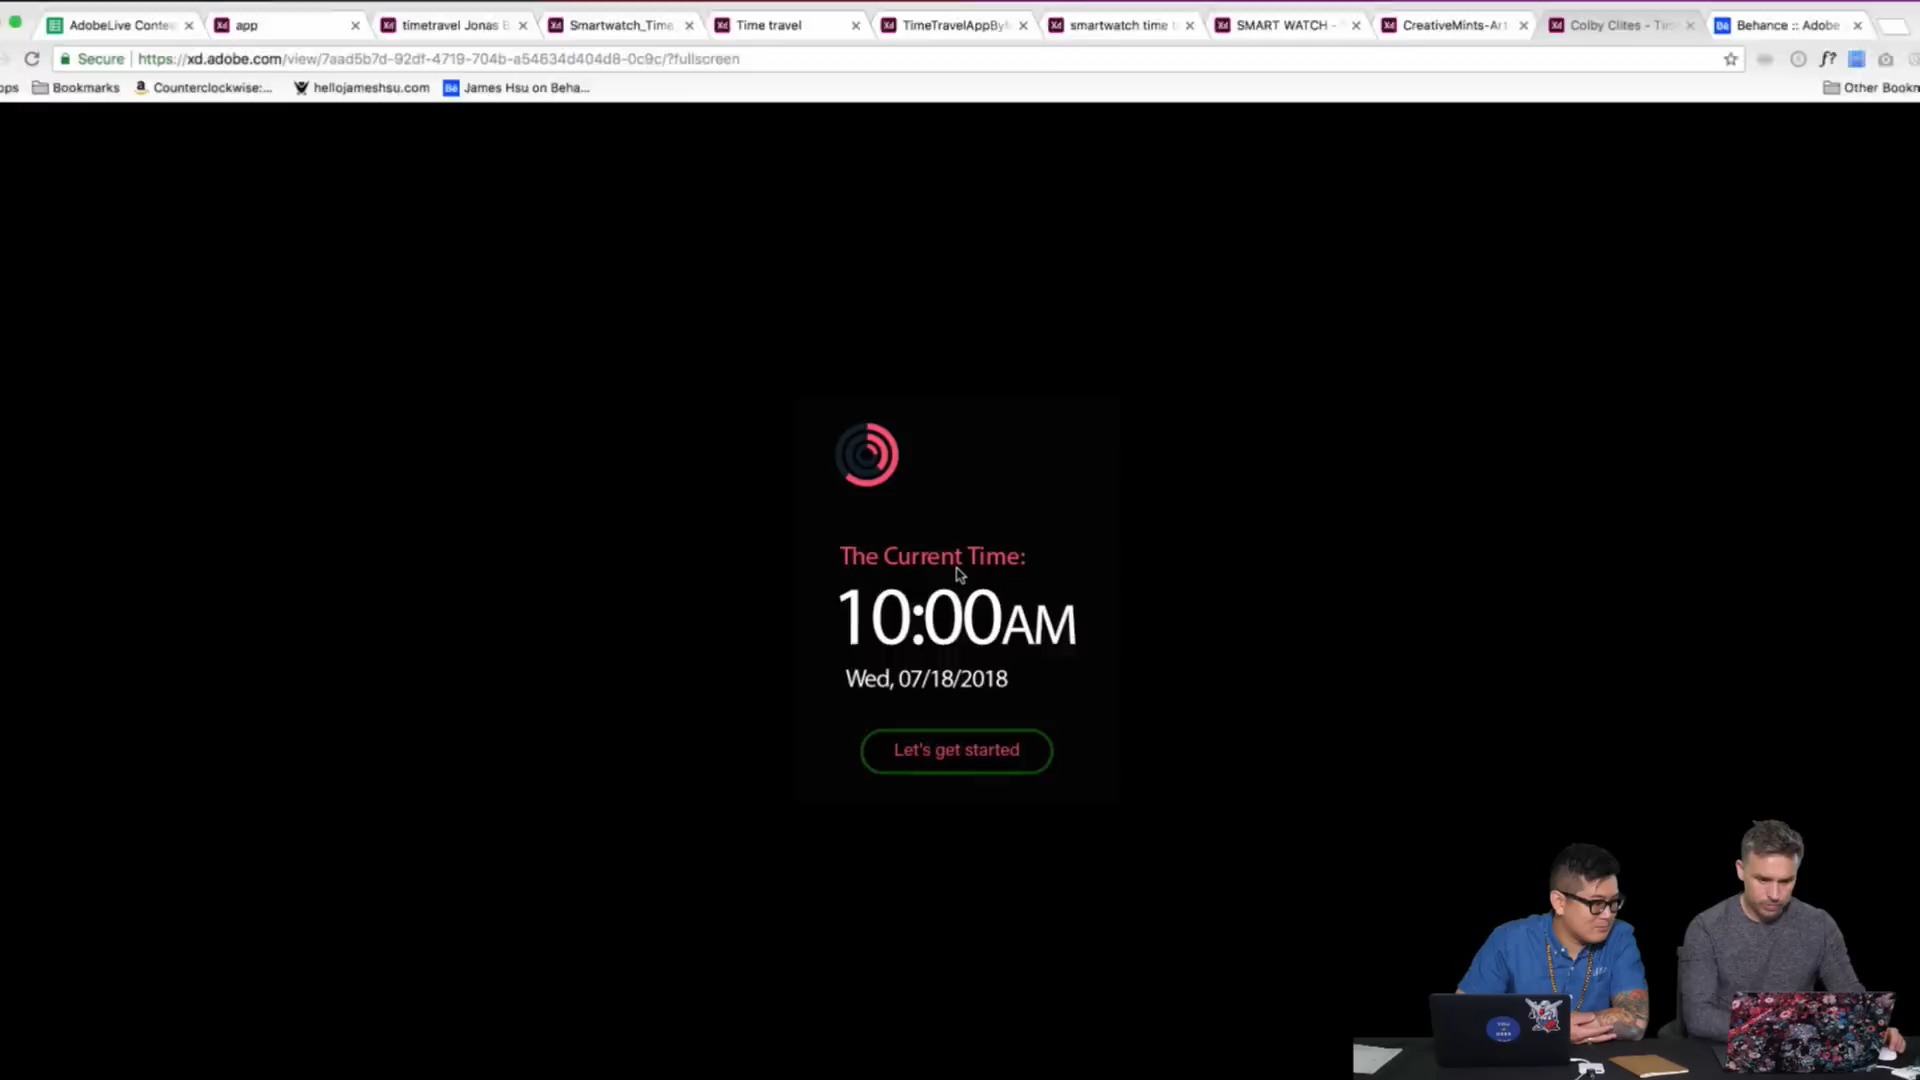 AdobeLive Conte
app
timetravel Jonas B
Smartwatch_Time
Time travel
TimeTravelAppBy
smartwatch time t
SMART WATCH -
CreativeMints-Art
Colby Clites - Tim
Behance :: Adobe
Secure https://xd.adobe.com/view/7aad5b7d-92df-4719-704b-a54634d404d8-0c9c/?fullscreen
f?
ops Bookmarks Counterclockwise:... hellojameshsu.com James Hsu on Beha... Other Bookm
The Current Time:
10:00AM
Wed, 07/18/2018
Let's get started